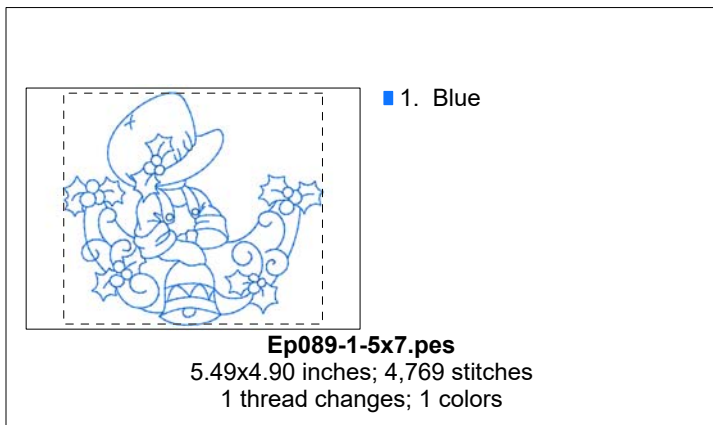 1. Blue
Ep089-1-5x7.pes
5.49x4.90 inches; 4,769 stitches
1 thread changes; 1 colors